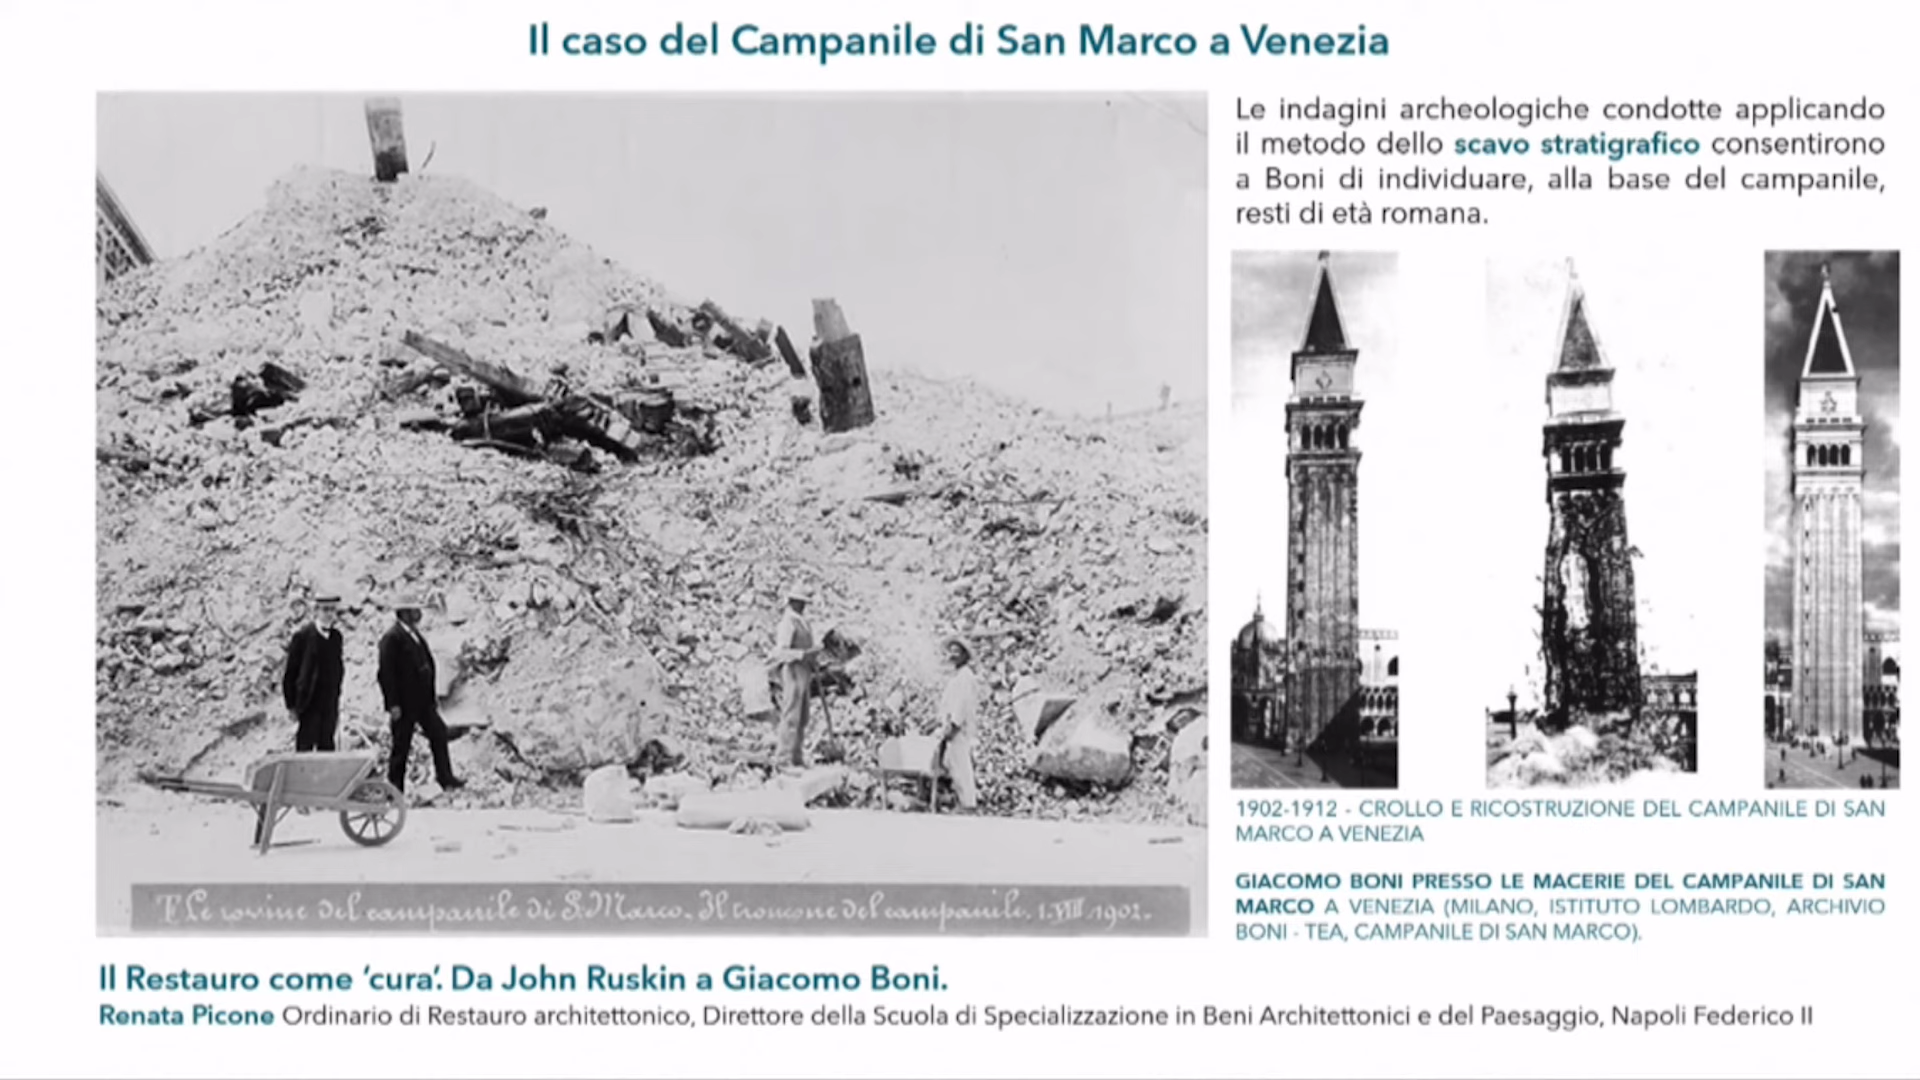 Il caso del Campanile di San Marco a Venezia
Le indagini archeologiche condotte applicando
il metodo dello scavo stratigrafico consentirono
a Boni di individuare, alla base del campanile,
resti di età romana.
1902-1912 - CROLLO E RICOSTRUZIONE DEL CAMPANILE DI SAN
MARCO A VENEZIA
GIACOMO BONI PRESSO LE MACERIE DEL CAMPANILE DI SAN
MARCO A VENEZIA (MILANO, ISTITUTO LOMBARDO, ARCHIVIO
BONI - TEA, CAMPANILE DI SAN MARCO).
Le rovine del campanile di S. Marco. Il troncone del campanile. 1.VIII.1902.
Il Restauro come ‘cura’. Da John Ruskin a Giacomo Boni.
Renata Picone Ordinario di Restauro architettonico, Direttore della Scuola di Specializzazione in Beni Architettonici e del Paesaggio, Napoli Federico II